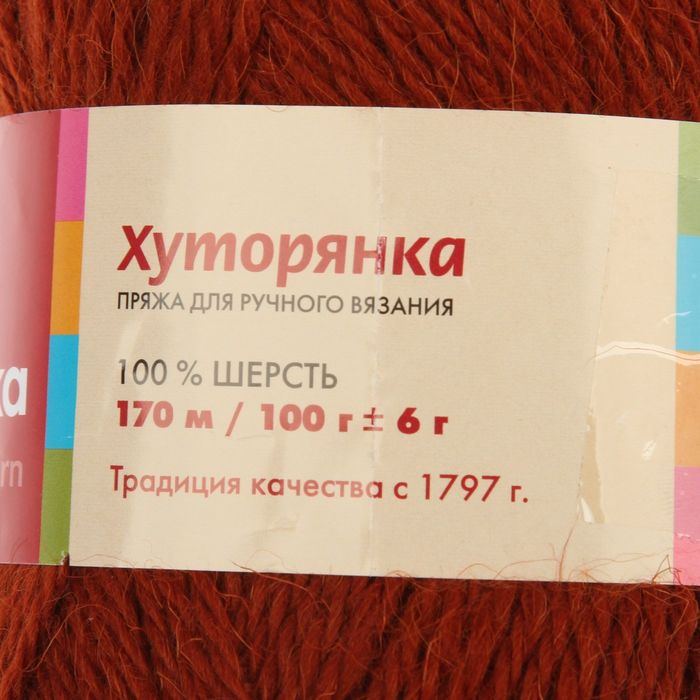 Хуторянка
ПРЯЖА ДЛЯ РУЧНОГО ВЯЗАНИЯ
100 % ШЕРСТЬ
170 м / 100 г ± 6 г
Традиция качества с 1797 г.